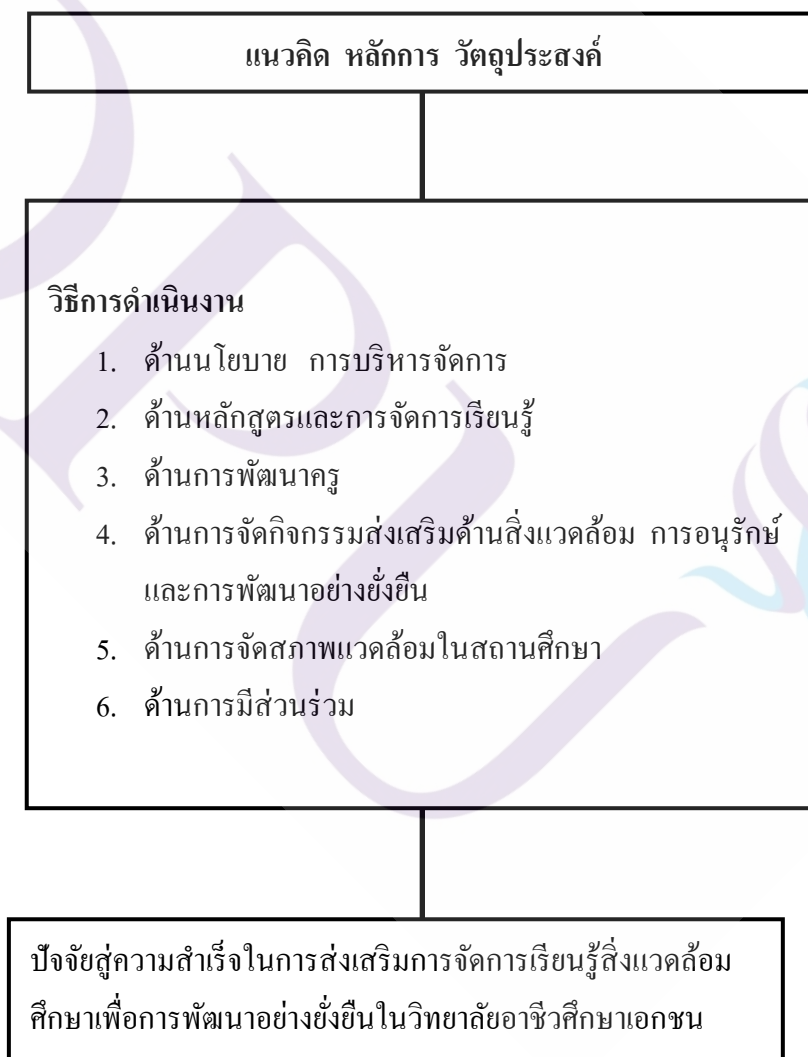 แนวคิด หลักการ วัตถุประสงค์
วิธีการดำเนินงาน
1. ด้านนโยบาย การบริหารจัดการ
2. ด้านหลักสูตรและการจัดการเรียนรู้
3. ด้านการพัฒนาครู
4. ด้านการจัดกิจกรรมส่งเสริมด้านสิ่งแวดล้อม การอนุรักษ์
และการพัฒนาอย่างยั่งยืน
5. ด้านการจัดสภาพแวดล้อมในสถานศึกษา
6. ด้านการมีส่วนร่วม
ปัจจัยสู่ความสำเร็จในการส่งเสริมการจัดการเรียนรู้สิ่งแวดล้อม
ศึกษาเพื่อการพัฒนาอย่างยั่งยืนในวิทยาลัยอาชีวศึกษาเอกชน
DPU